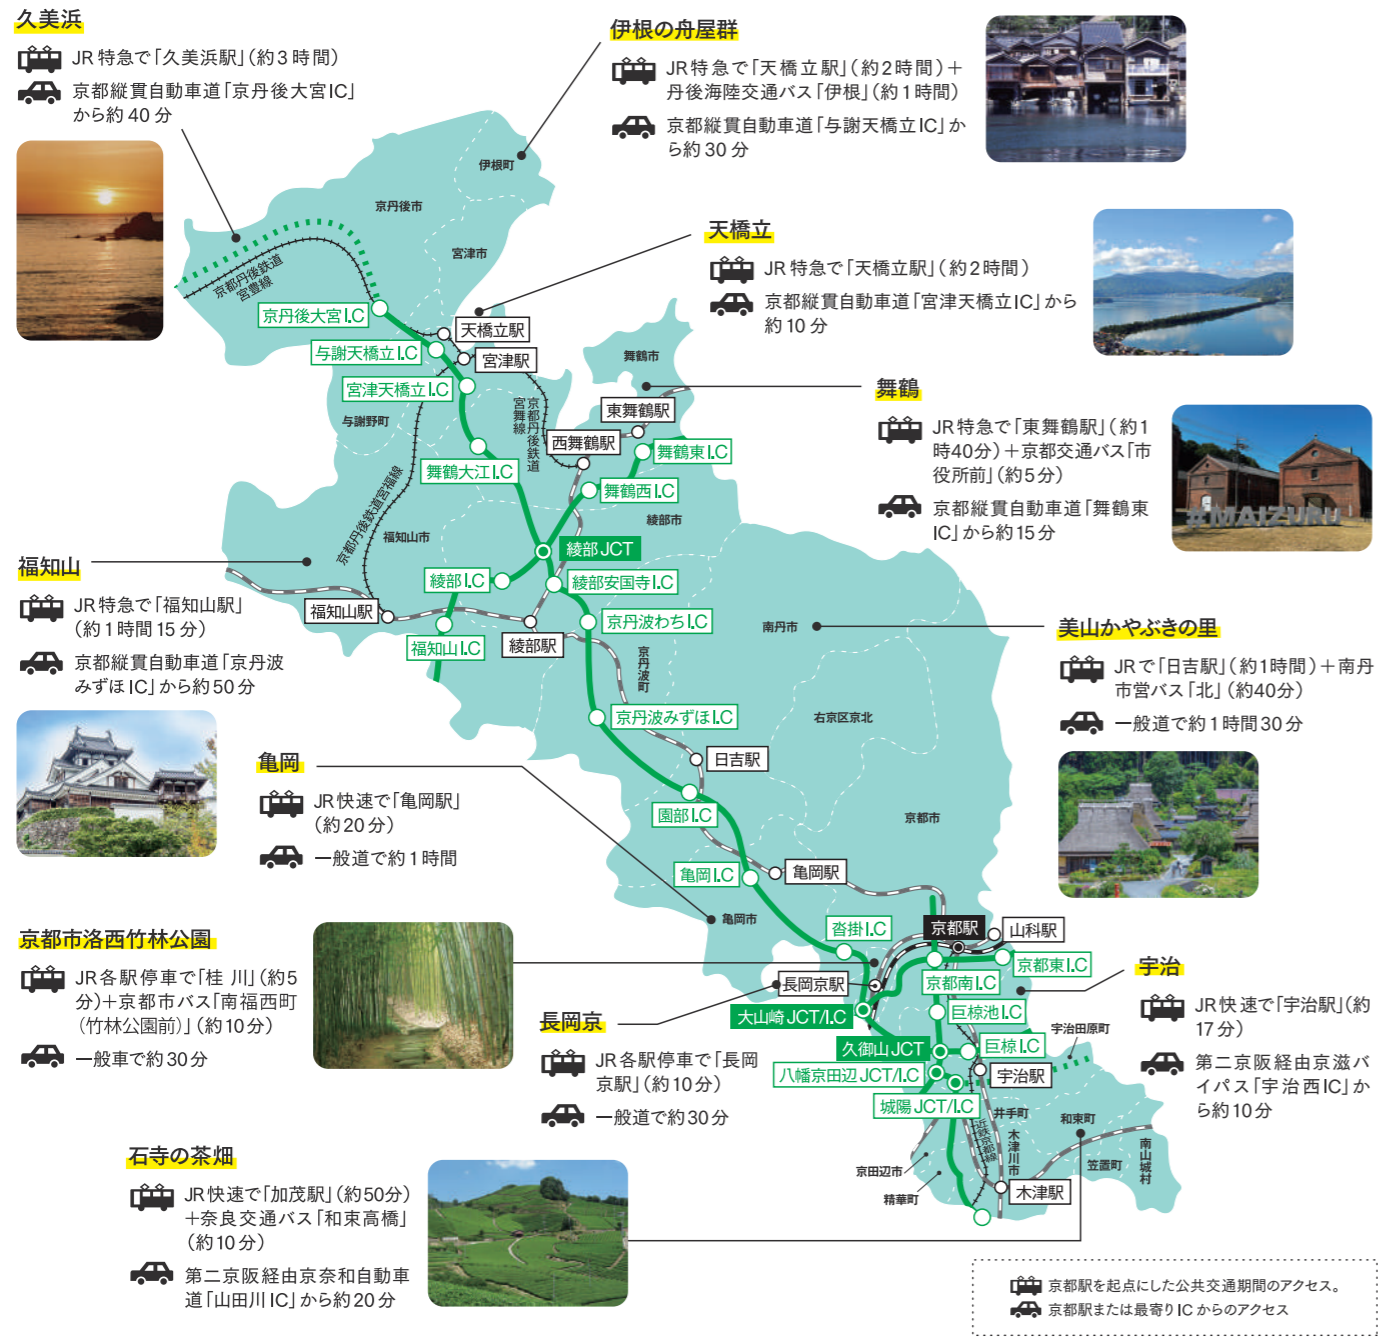 久美浜
JR特急で「久美浜駅」（約3時間）
京都縦貫自動車道「京丹後大宮IC」
から約40分
伊根の舟屋群
JR特急で「天橋立駅」（約2時間）＋
丹後海陸交通バス「伊根」（約1時間）
京都縦貫自動車道「与謝天橋立IC」か
ら約30分
天橋立
JR特急で「天橋立駅」（約2時間）
京都縦貫自動車道「宮津天橋立IC」から
約10分
舞鶴
JR特急で「東舞鶴駅」（約1
時40分）＋京都交通バス「市
役所前」（約5分）
京都縦貫自動車道「舞鶴東
IC」から約15分
#MAIZURU
福知山
JR特急で「福知山駅」
（約1時間15分）
京都縦貫自動車道「京丹波
みずほIC」から約50分
美山かやぶきの里
JRで「日吉駅」（約1時間）＋南丹
市営バス「北」（約40分）
一般道で約1時間30分
亀岡
JR快速で「亀岡駅」
（約20分）
一般道で約1時間
京都市洛西竹林公園
JR各駅停車で「桂川」（約5
分）＋京都市バス「南福西町
（竹林公園前）」（約10分）
一般車で約30分
長岡京
JR各駅停車で「長岡
京駅」（約10分）
一般道で約30分
宇治
JR快速で「宇治駅」（約
17分）
第二京阪経由京滋バ
イパス「宇治西IC」か
ら約10分
石寺の茶畑
JR快速で「加茂駅」（約50分）
＋奈良交通バス「和束高橋」
（約10分）
第二京阪経由京奈和自動車
道「山田川IC」から約20分
伊根町
京丹後市
宮津市
京都丹後鉄道
宮豊線
京丹後大宮I.C
天橋立駅
与謝天橋立I.C
宮津駅
宮津天橋立I.C
舞鶴市
与謝野町
京都丹後鉄道
宮舞線
東舞鶴駅
西舞鶴駅
舞鶴東I.C
舞鶴大江I.C
舞鶴西I.C
京都丹後鉄道宮福線
福知山市
綾部市
綾部JCT
綾部I.C
綾部安国寺I.C
福知山駅
京丹波わち I.C
福知山I.C
綾部駅
京丹波町
南丹市
京丹波みずほI.C
右京区京北
日吉駅
園部I.C
京都市
亀岡I.C
亀岡駅
亀岡市
沓掛I.C
京都駅
山科駅
京都東I.C
長岡京駅
京都南I.C
大山崎JCT/I.C
巨椋池I.C
宇治田原町
久御山JCT
巨椋I.C
八幡京田辺JCT/I.C
宇治駅
城陽JCT/I.C
井手町
和束町
近鉄京都線
木津川市
南山城村
笠置町
京田辺市
精華町
木津駅
京都駅を起点にした公共交通期間のアクセス。
京都駅または最寄りICからのアクセス